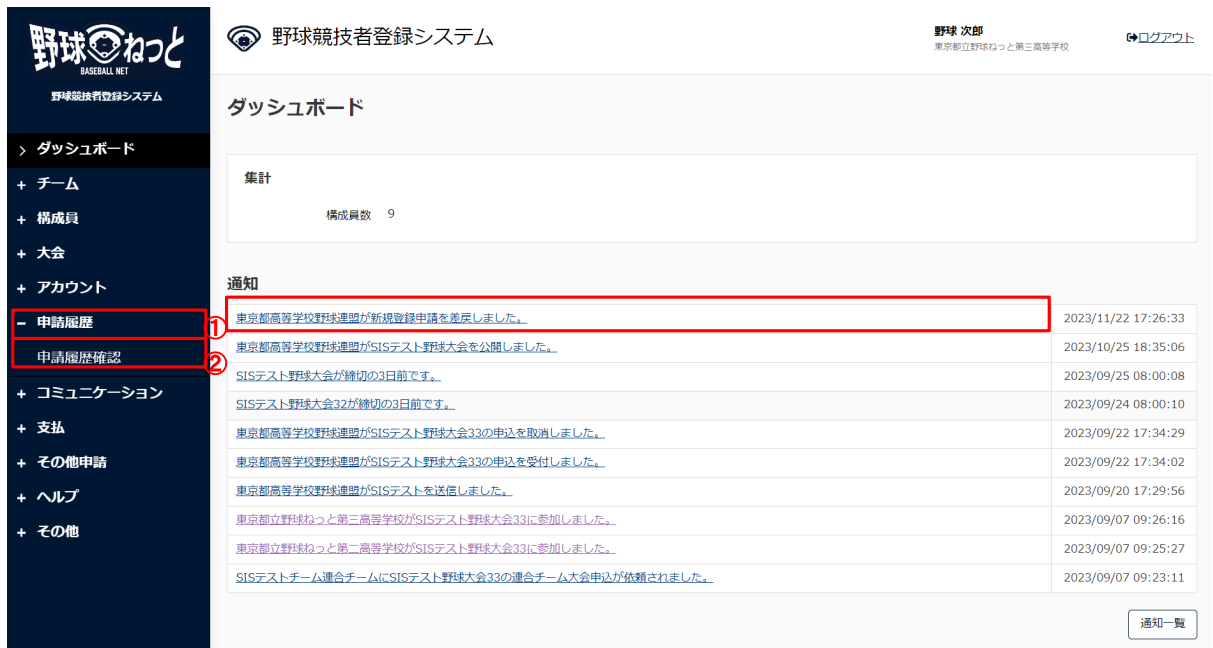 野球ねっと
BASEBALL NET
野球競技者登録システム
野球競技者登録システム
野球 次郎
東京都立野球ねっと第三高等学校
ログアウト
> ダッシュボード
+ チーム
+ 構成員
+ 大会
+ アカウント
− 申請履歴
①
申請履歴確認
②
+ コミュニケーション
+ 支払
+ その他申請
+ ヘルプ
+ その他
ダッシュボード
集計
構成員数 9
通知
東京都高等学校野球連盟が新規登録申請を差戻しました。 2023/11/22 17:26:33
東京都高等学校野球連盟がSISテスト野球大会を公開しました。 2023/10/25 18:35:06
SISテスト野球大会が締切の3日前です。 2023/09/25 08:00:08
SISテスト野球大会32が締切の3日前です。 2023/09/24 08:00:10
東京都高等学校野球連盟がSISテスト野球大会33の申込を取消しました。 2023/09/22 17:34:29
東京都高等学校野球連盟がSISテスト野球大会33の申込を受付しました。 2023/09/22 17:34:02
東京都高等学校野球連盟がSISテストを送信しました。 2023/09/20 17:29:56
東京都立野球ねっと第三高等学校がSISテスト野球大会33に参加しました。 2023/09/07 09:26:16
東京都立野球ねっと第二高等学校がSISテスト野球大会33に参加しました。 2023/09/07 09:25:27
SISテストチーム連合チームにSISテスト野球大会33の連合チーム大会申込が依頼されました。 2023/09/07 09:23:11
通知一覧